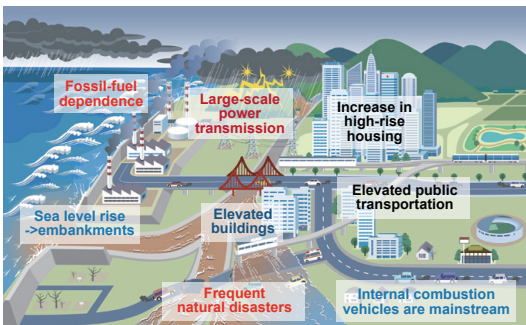 Fossil-fuel
dependence
Large-scale
power
transmission
Increase in
high-rise
housing
Elevated public
transportation
Sea level rise
->embankments
Elevated
buildings
Frequent
natural disasters
Internal combustion
vehicles are mainstream